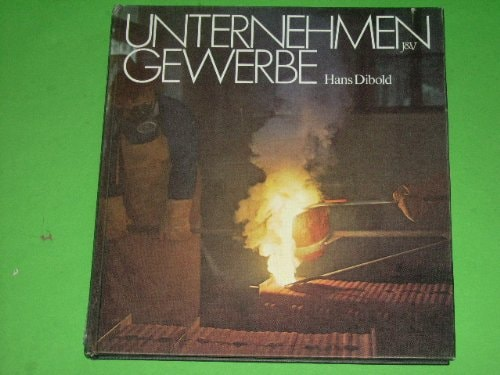 UNTERNEHMEN
J&V
GEWERBE
Hans Dibold